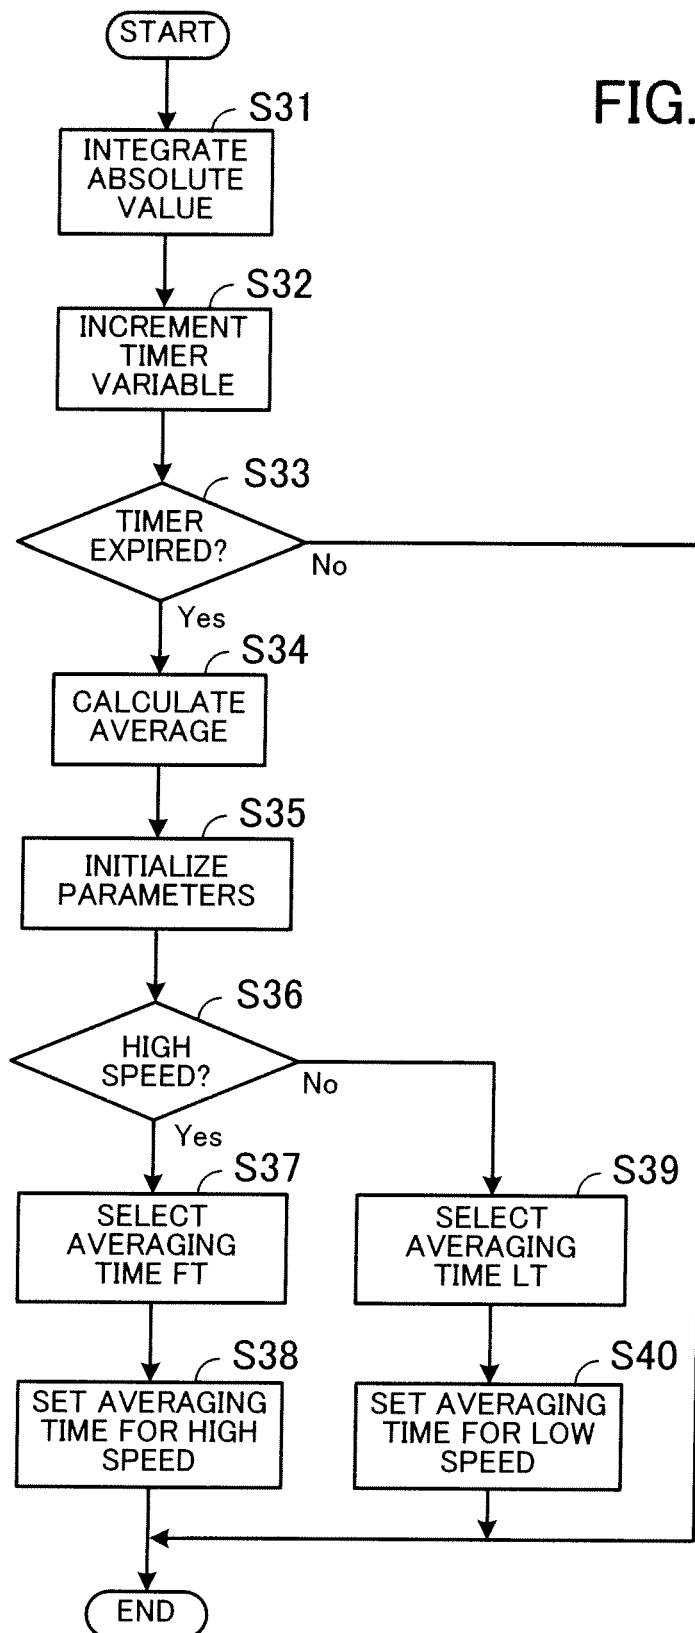 START
FIG.
S31
INTEGRATE
ABSOLUTE
VALUE
S32
INCREMENT
TIMER
VARIABLE
S33
TIMER
EXPIRED?
No
Yes
S34
CALCULATE
AVERAGE
S35
INITIALIZE
PARAMETERS
S36
HIGH
SPEED?
No
Yes
S37
SELECT
AVERAGING
TIME FT
S39
SELECT
AVERAGING
TIME LT
S38
SET AVERAGING
TIME FOR HIGH
SPEED
S40
SET AVERAGING
TIME FOR LOW
SPEED
END